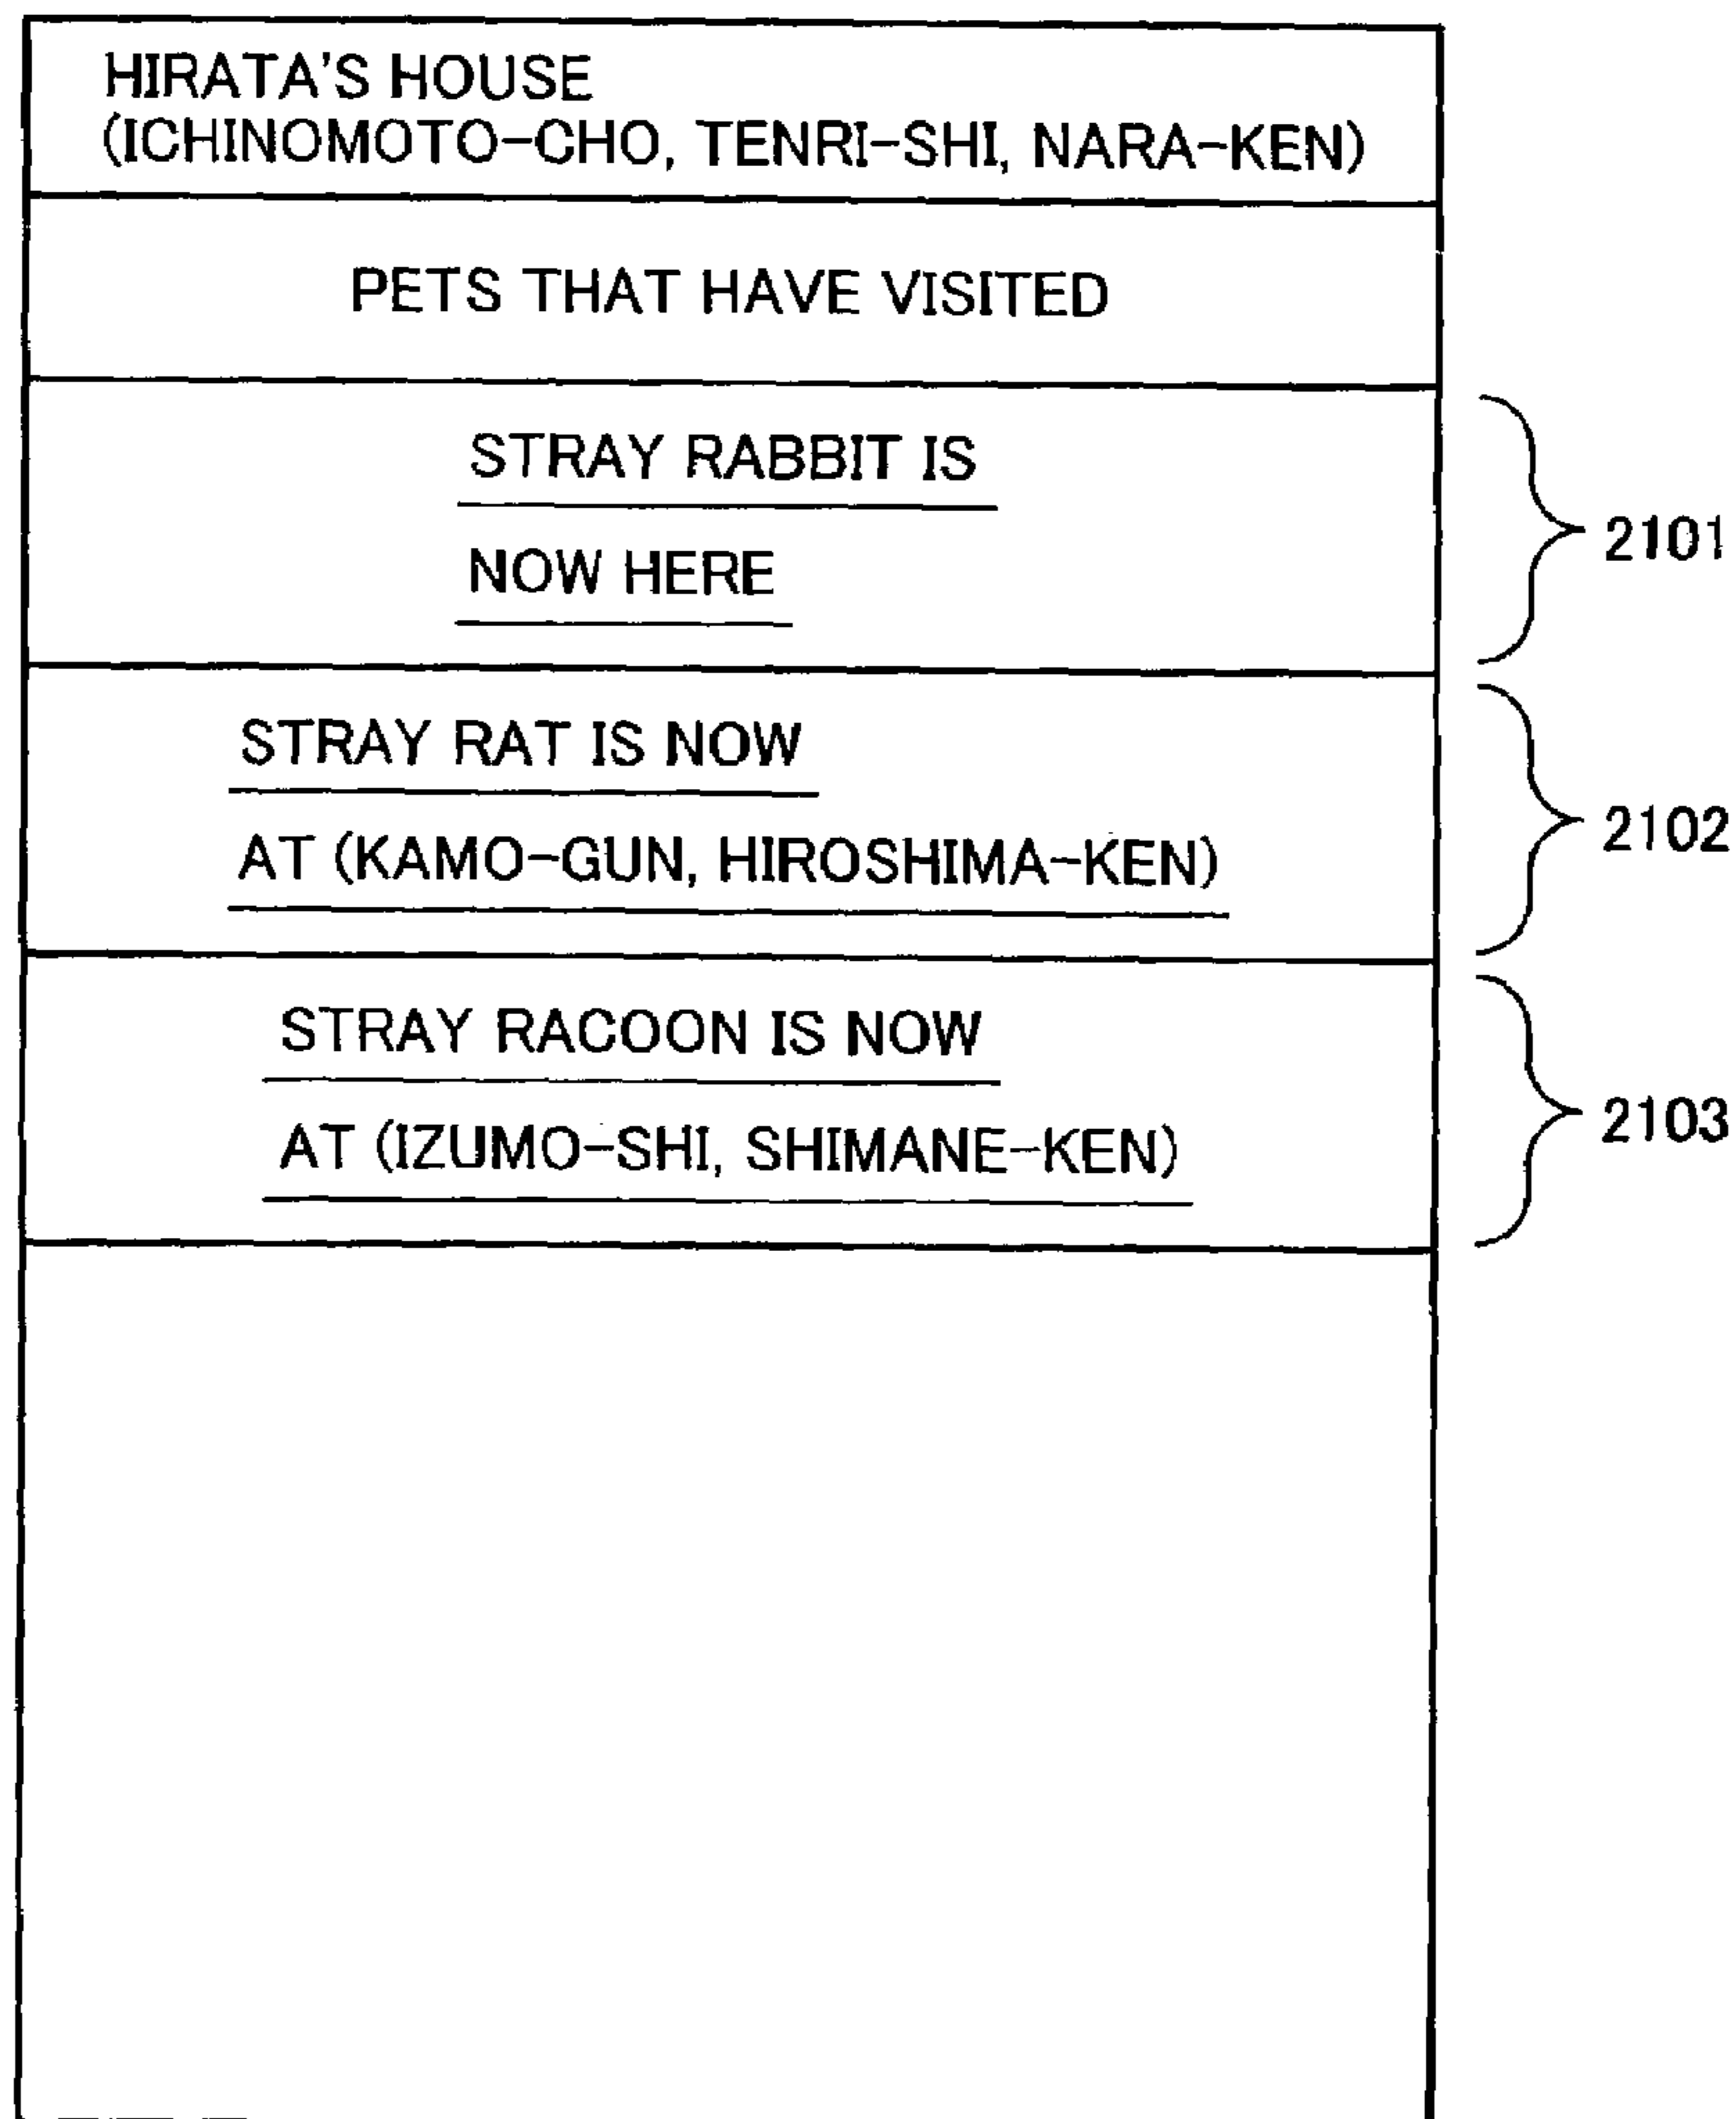 HIRATA'S HOUSE
(ICHINOMOTO-CHO, TENRI-SHI, NARA-KEN)
PETS THAT HAVE VISITED
STRAY RABBIT IS
NOW HERE
2101
STRAY RAT IS NOW
AT (KAMO-GUN, HIROSHIMA-KEN)
2102
STRAY RACOON IS NOW
AT (IZUMO-SHI, SHIMANE-KEN)
2103